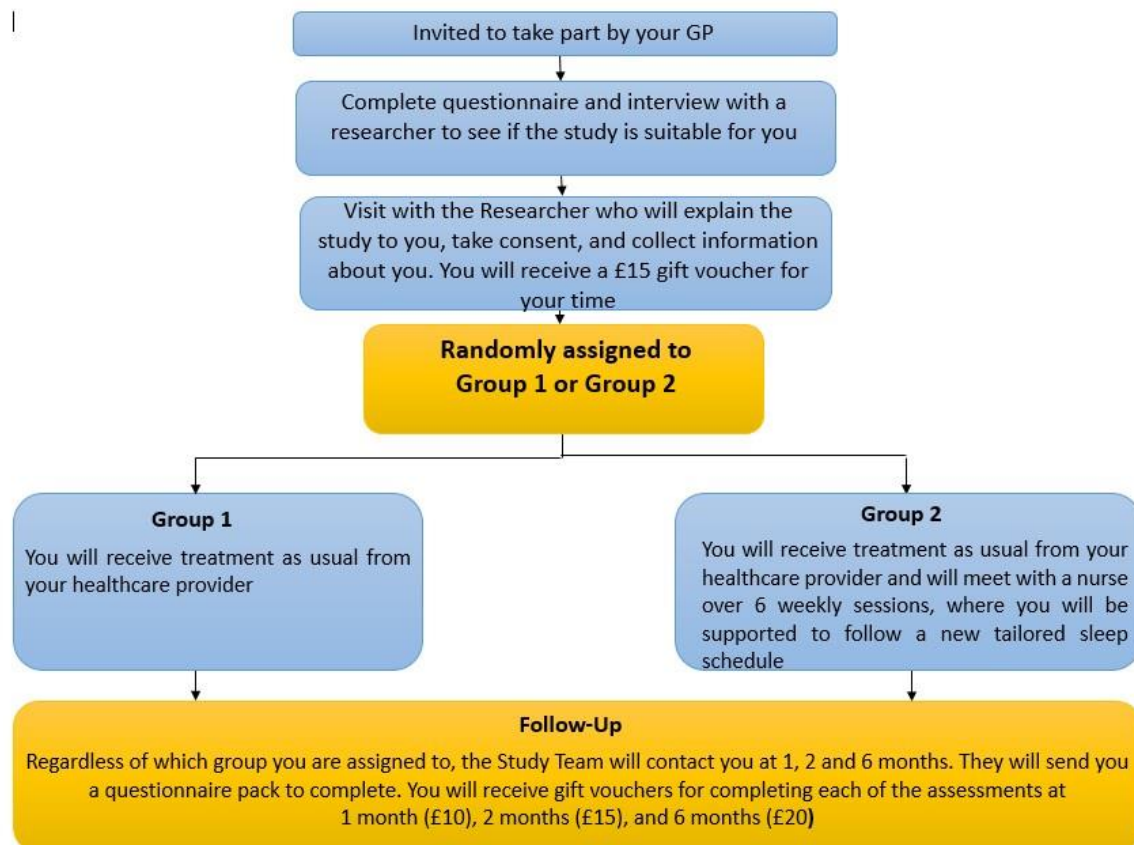 Invited to take part by your GP
Complete questionnaire and interview with a
researcher to see if the study is suitable for you
Visit with the Researcher who will explain the
study to you, take consent, and collect information
about you. You will receive a £15 gift voucher for
your time
Randomly assigned to
Group 1 or Group 2
Group 1
You will receive treatment as usual from
your healthcare provider
Group 2
You will receive treatment as usual from your
healthcare provider and will meet with a nurse
over 6 weekly sessions, where you will be
supported to follow a new tailored sleep
schedule
Follow-Up
Regardless of which group you are assigned to, the Study Team will contact you at 1, 2 and 6 months. They will send you
a questionnaire pack to complete. You will receive gift vouchers for completing each of the assessments at
1 month (£10), 2 months (£15), and 6 months (£20)